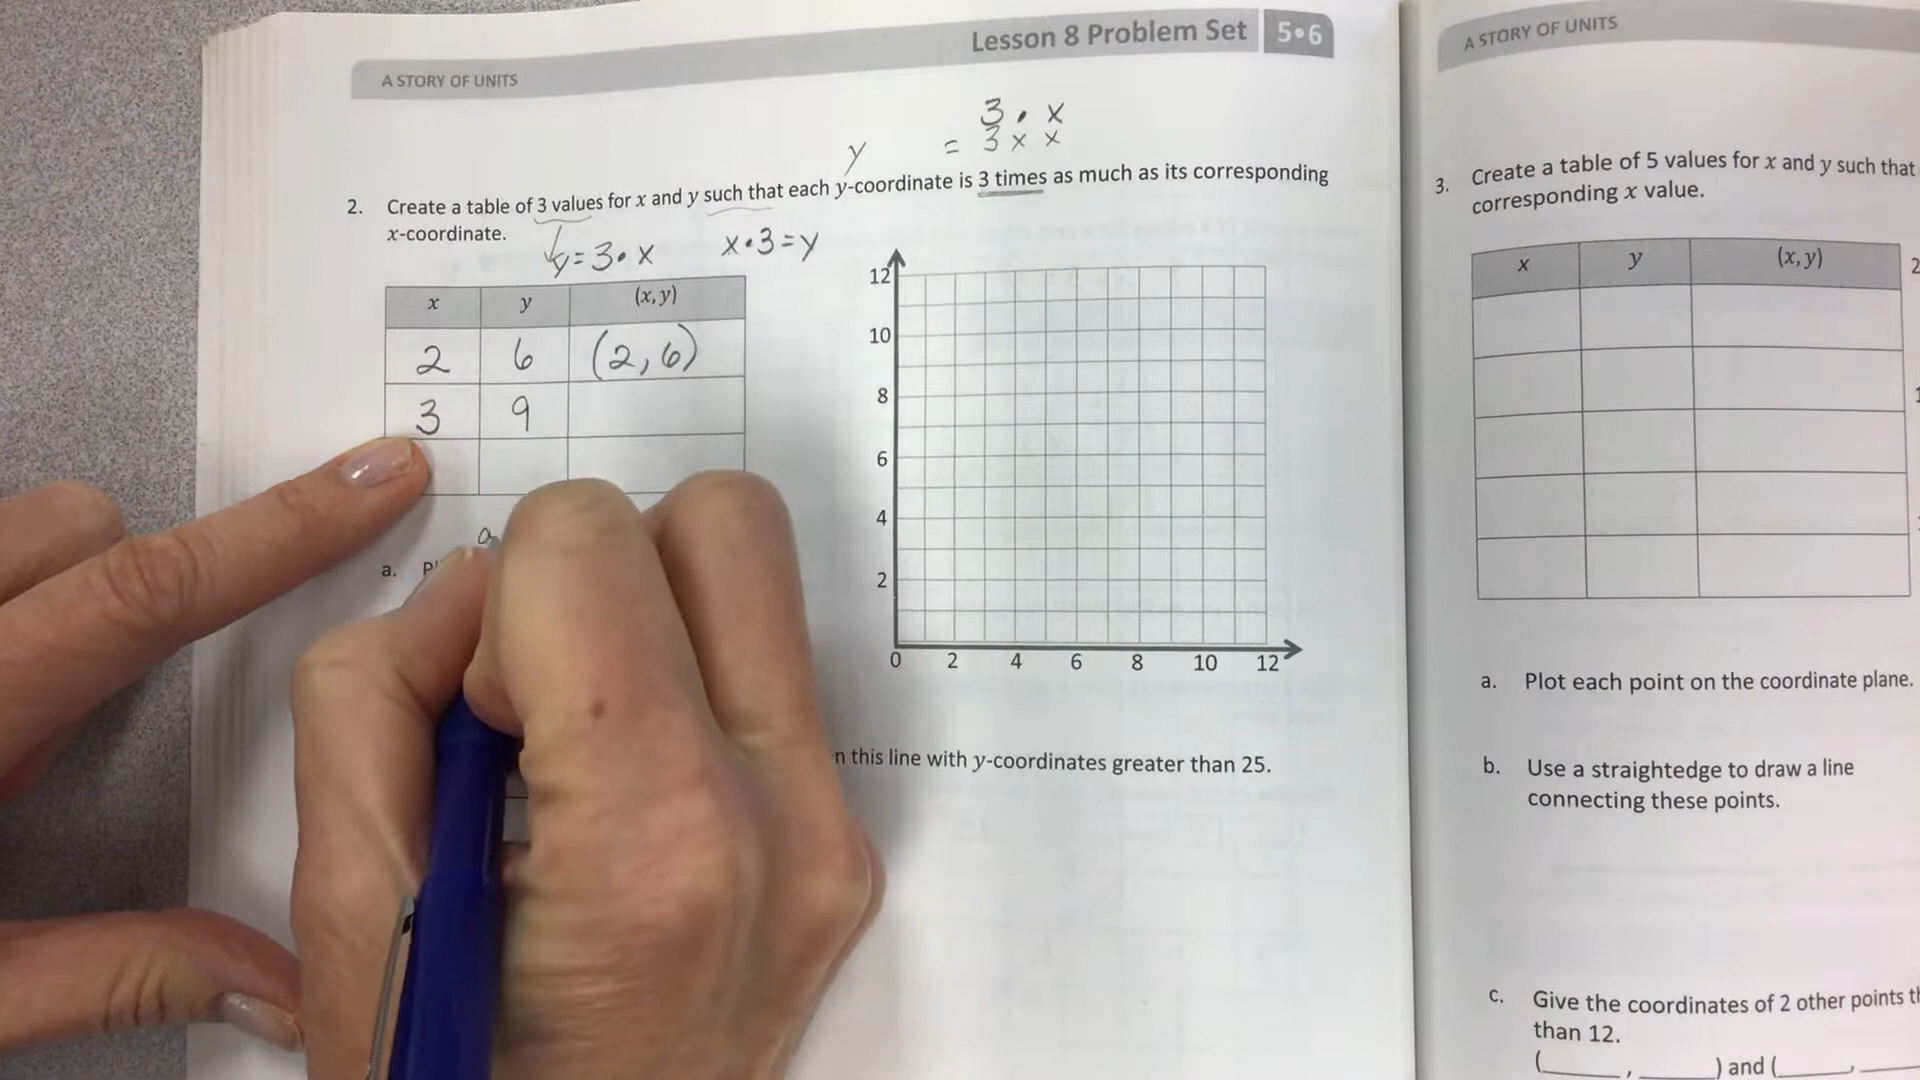 Lesson 8 Problem Set 5•6
A STORY OF UNITS
3 • x
y = 3 x x
2. Create a table of 3 values for x and y such that each y-coordinate is 3 times as much as its corresponding
x-coordinate.
y = 3 • x x • 3 = y
x y (x, y)
2 6 (2, 6)
3 9
a.
12
10
8
6
4
2
0 2 4 6 8 10 12
this line with y-coordinates greater than 25.
A STORY OF UNITS
3. Create a table of 5 values for x and y such that
corresponding x value.
x y (x, y)
a. Plot each point on the coordinate plane.
b. Use a straightedge to draw a line
connecting these points.
c. Give the coordinates of 2 other points
than 12.
(______, ______) and (______, ____